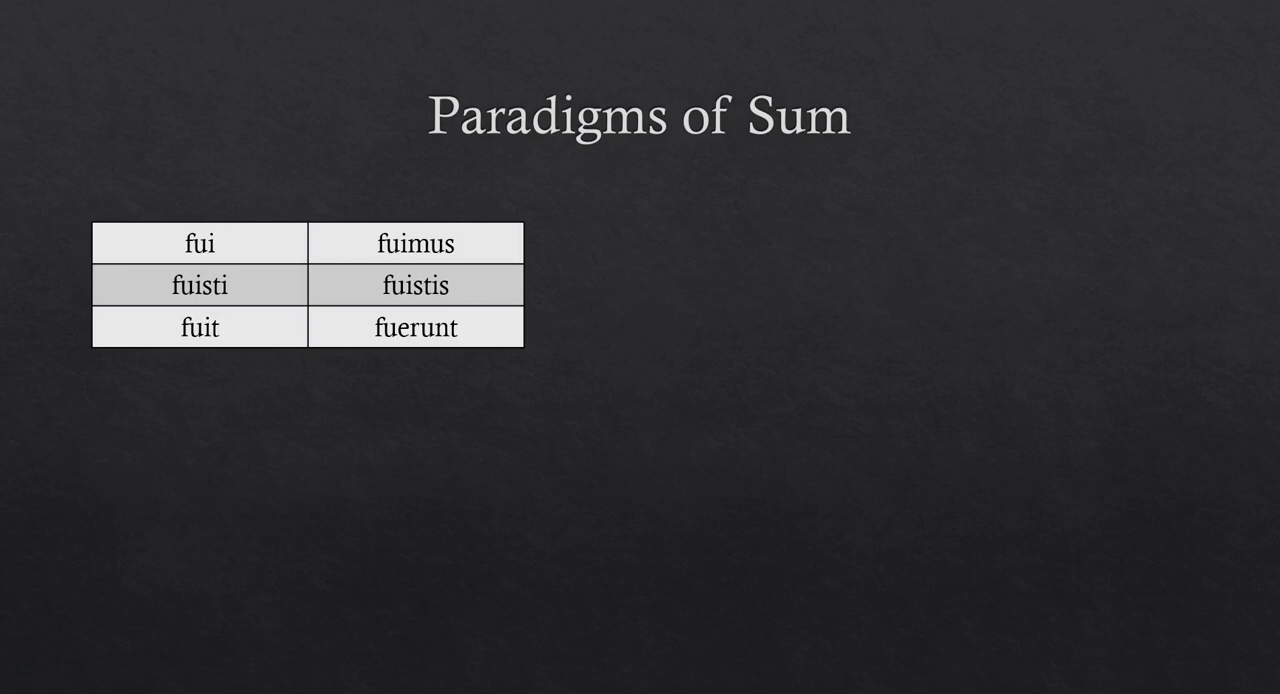 Paradigms of Sum
fui fuimus
fuisti fuistis
fuit fuerunt